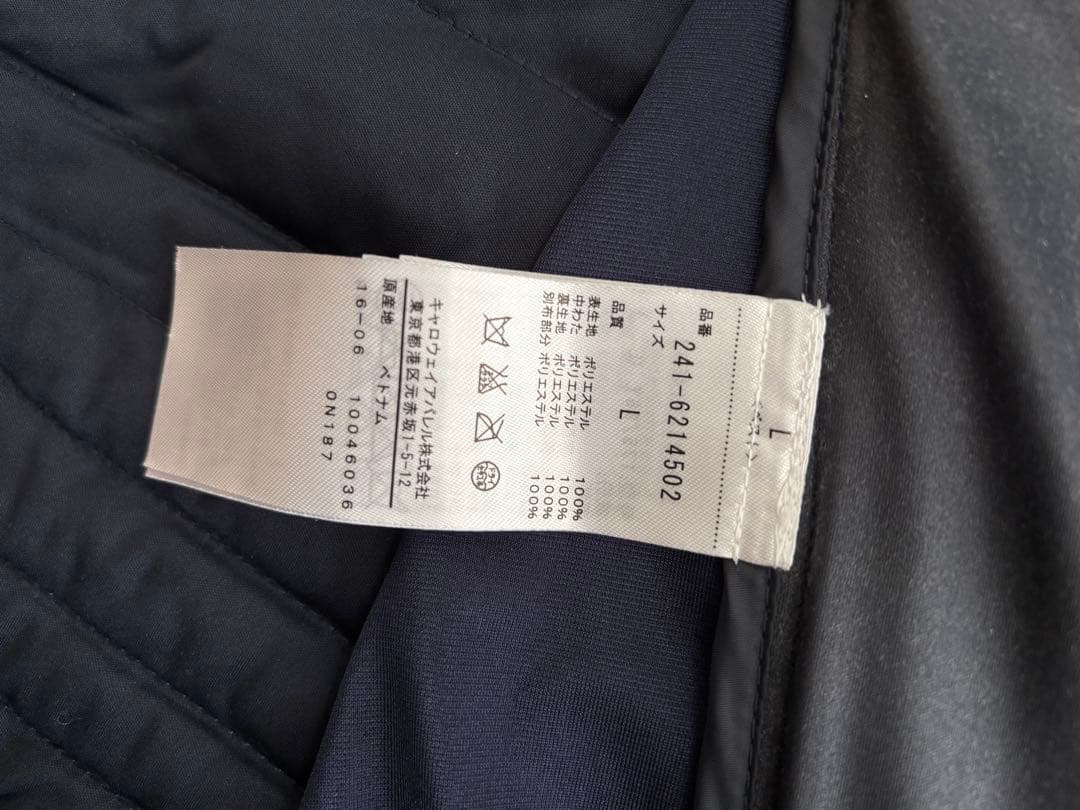 L
品番 241-6214502
サイズ L
品質
表生地 ポリエステル 100%
中わた ポリエステル 100%
裏生地 ポリエステル 100%
別布部分 ポリエステル 100%
キャロウェイアパレル株式会社
東京都港区元赤坂1-5-12
原産地 ベトナム
16-06 10046036
0N187